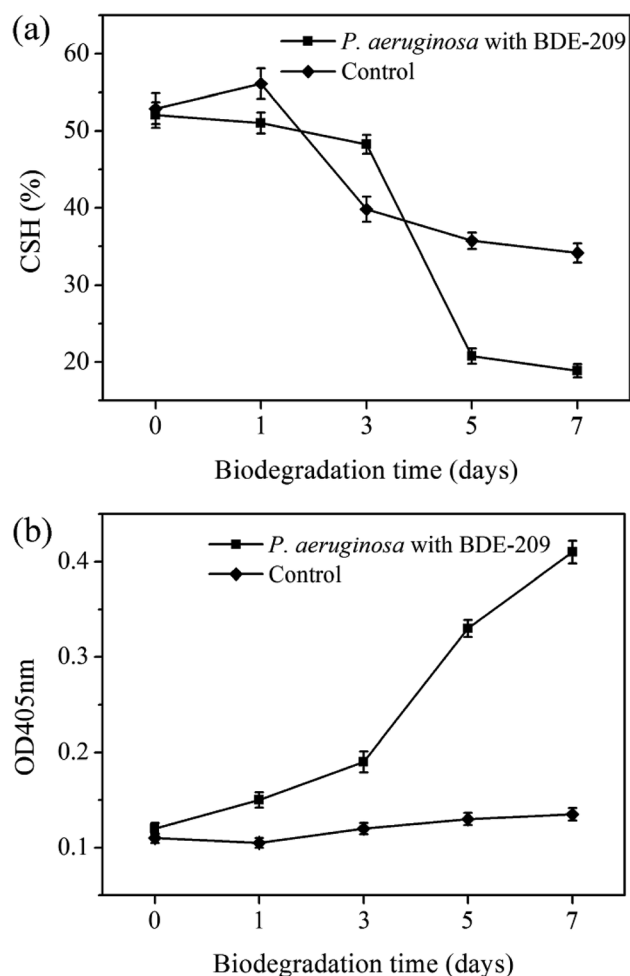 (a)
P. aeruginosa with BDE-209
Control
60
50
40
30
20
CSH (%)
0 1 3 5 7
Biodegradation time (days)
(b)
P. aeruginosa with BDE-209
Control
0.4
0.3
0.2
0.1
OD405nm
0 1 3 5 7
Biodegradation time (days)